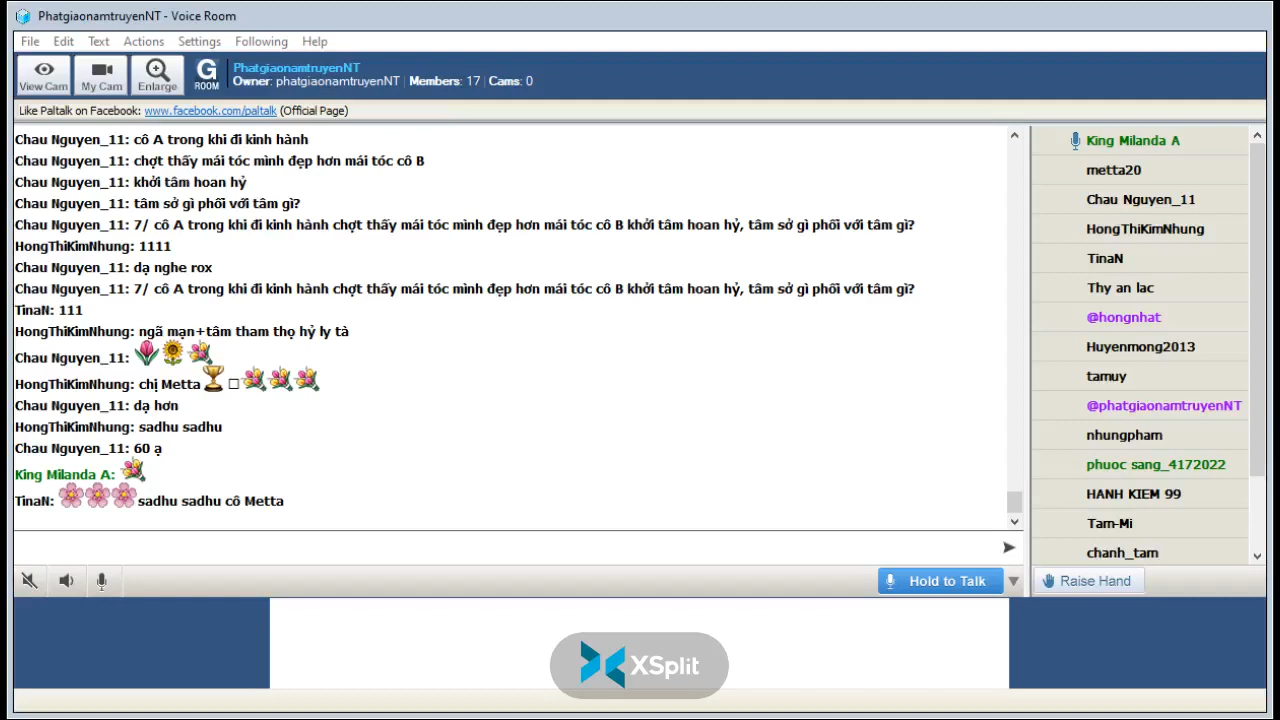 PhatgiaonamtruyenNT - Voice Room
File Edit Text Actions Settings Following Help
View Cam My Cam Enlarge G ROOM PhatgiaonamtruyenNT
Owner: phatgiaonamtruyenNT | Members: 17 | Cams: 0
Like Paltalk on Facebook: www.facebook.com/paltalk (Official Page)
Chau Nguyen_11: cô A trong khi đi kinh hành
Chau Nguyen_11: chợt thấy mái tóc mình đẹp hơn mái tóc cô B
Chau Nguyen_11: khởi tâm hoan hỷ
Chau Nguyen_11: tâm sở gì phối với tâm gì?
Chau Nguyen_11: 7/ cô A trong khi đi kinh hành chợt thấy mái tóc mình đẹp hơn mái tóc cô B khởi tâm hoan hỷ, tâm sở gì phối với tâm gì?
HongThiKimNhung: 1111
Chau Nguyen_11: dạ nghe rox
Chau Nguyen_11: 7/ cô A trong khi đi kinh hành chợt thấy mái tóc mình đẹp hơn mái tóc cô B khởi tâm hoan hỷ, tâm sở gì phối với tâm gì?
TinaN: 111
HongThiKimNhung: ngã mạn+tâm tham thọ hỷ ly tà
Chau Nguyen_11:
HongThiKimNhung: chị Metta
Chau Nguyen_11: dạ hơn
HongThiKimNhung: sadhu sadhu
Chau Nguyen_11: 60 ạ
King Milanda A:
TinaN: sadhu sadhu cô Metta
King Milanda A
metta20
Chau Nguyen_11
HongThiKimNhung
TinaN
Thy an lac
@hongnhat
Huyenmong2013
tamuy
@phatgiaonamtruyenNT
nhungpham
phuoc sang_4172022
HANH KIEM 99
Tam-Mi
chanh_tam
Hold to Talk
Raise Hand
XSplit